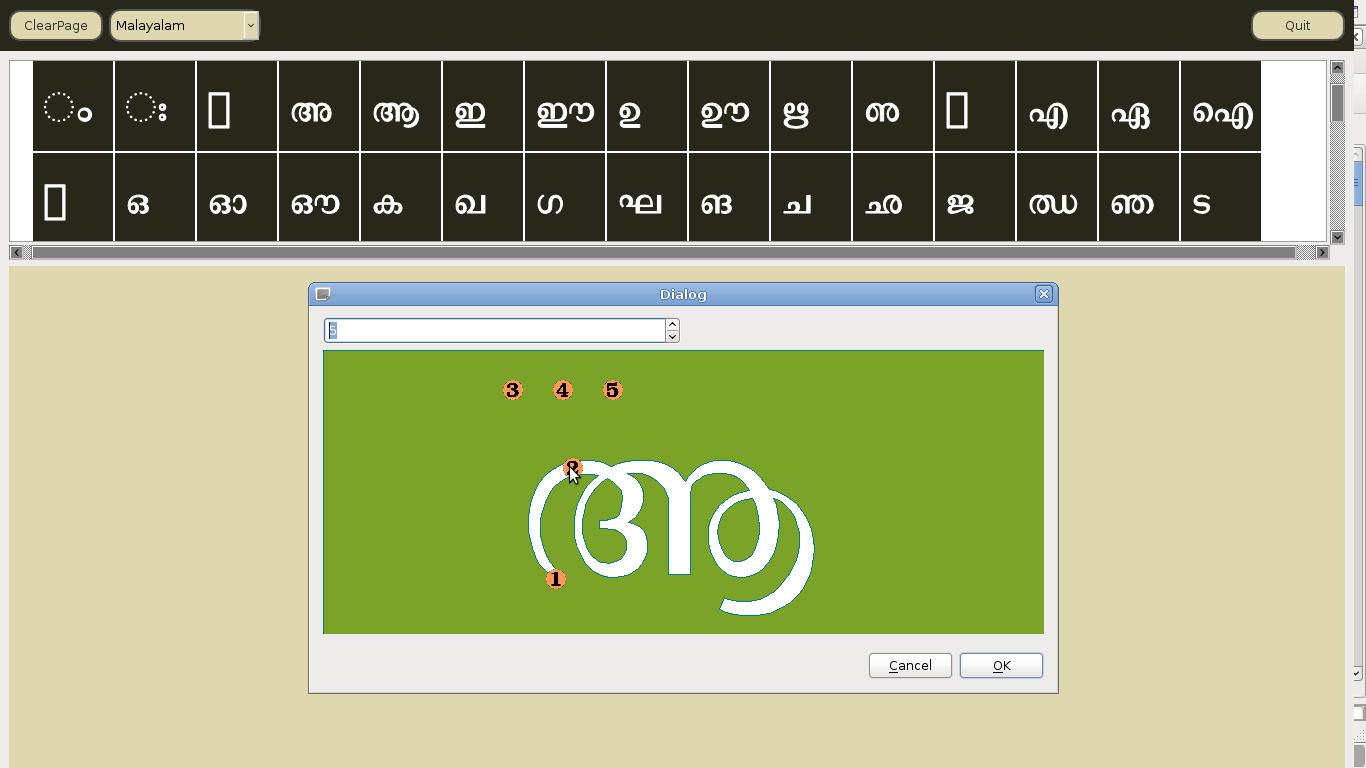 ClearPage Malayalam Quit
ം ഃ അ ആ ഇ ഈ ഉ ഊ ഋ ഌ എ ഏ ഐ
ഒ ഓ ഔ ക ഖ ഗ ഘ ങ ച ഛ ജ ഝ ഞ ട
Dialog
5
3 4 5
2
ആ
1
Cancel OK